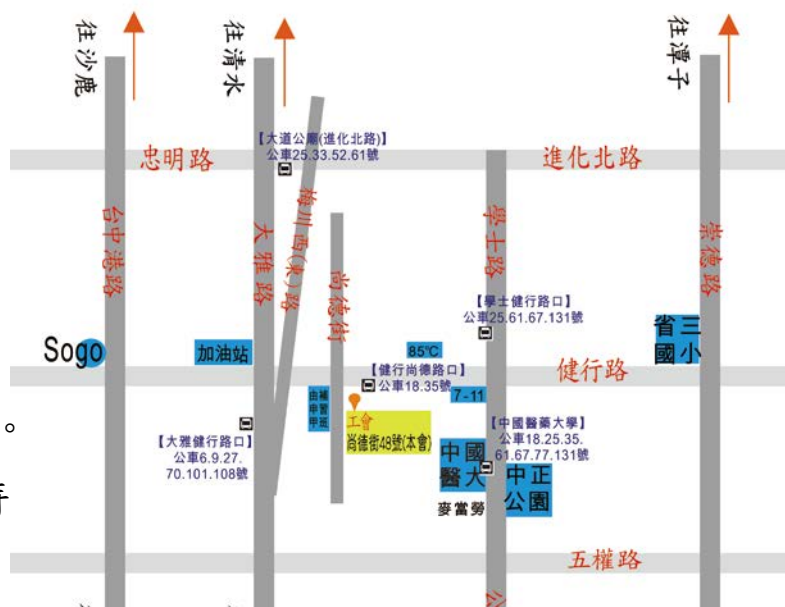 往沙鹿
往清水
往潭子
【大道公廟(進化北路)】
公車25.33.52.61號
忠明路
進化北路
台中港路
大雅路
梅川西(東)路
尚德街
學士路
崇德路
【學士健行路口】
公車25.61.67.131號
Sogo
加油站
85℃
省三
國小
健行路
【健行尚德路口】
公車18.35號
7-11
由補
申習
甲班
工會
尚德街48號(本會)
。
【大雅健行路口】
公車6.9.27.
70.101.108號
【中國醫藥大學】
公車18.25.35.
61.67.77.131號
中國
醫大
中正
公園
麥當勞
五權路
公